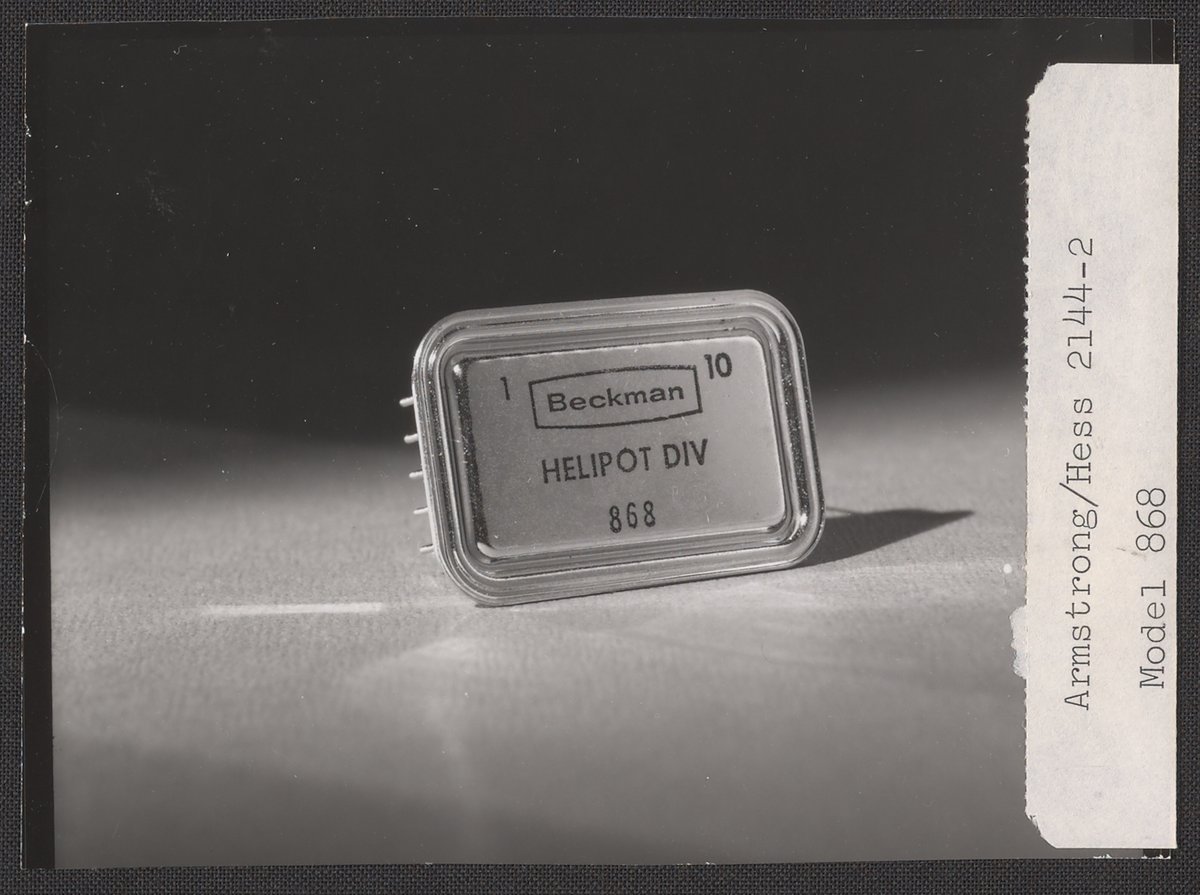 1 Beckman 10
HELIPOT DIV
868
Armstrong/Hess 2144-2
Model 868